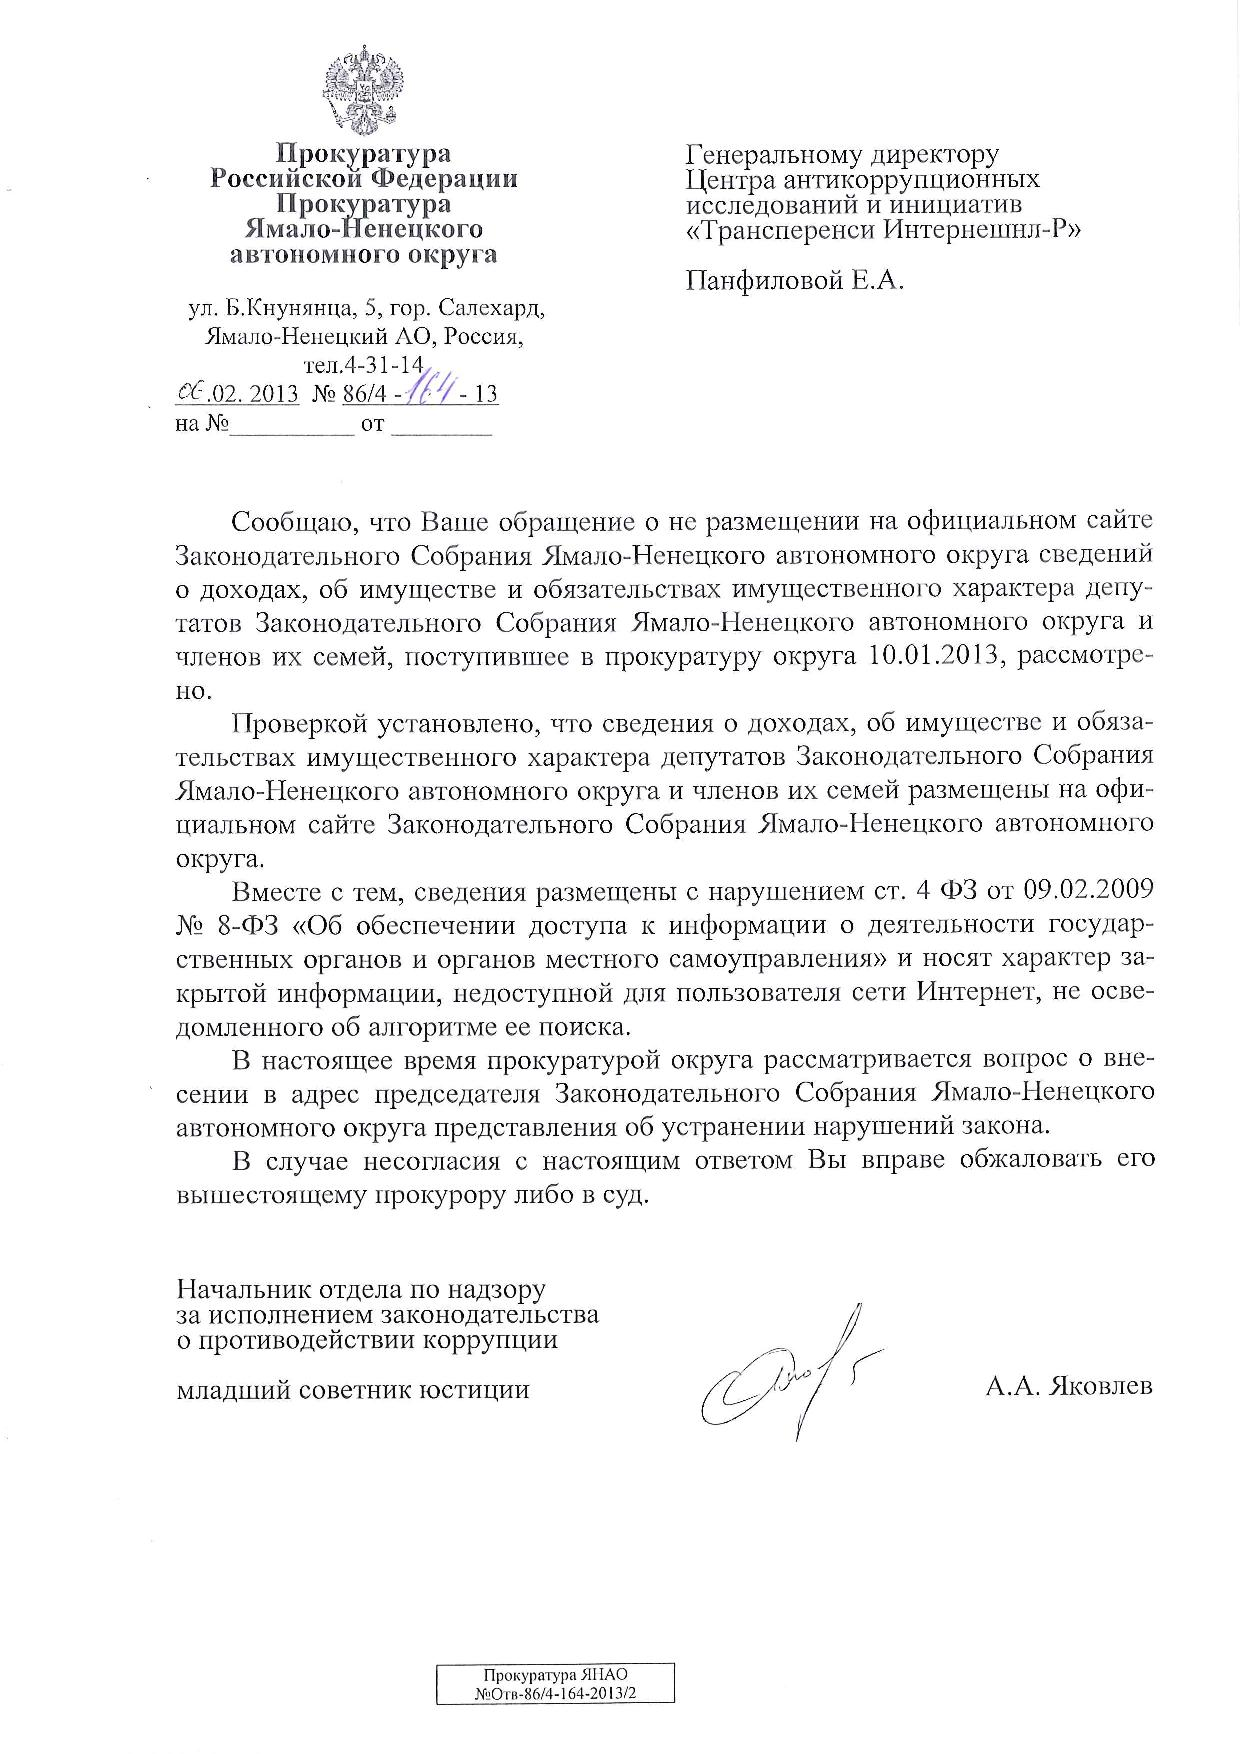 Прокуратура
Российской Федерации
Прокуратура
Ямало-Ненецкого
автономного округа
ул. Б.Кнунянца, 5, гор. Салехард,
Ямало-Ненецкий АО, Россия,
тел.4-31-14
06.02. 2013 № 86/4 -164- 13
на №__________ от ________
Генеральному директору
Центра антикоррупционных
исследований и инициатив
«Трансперенси Интернешнл-Р»
Панфиловой Е.А.
Сообщаю, что Ваше обращение о не размещении на официальном сайте
Законодательного Собрания Ямало-Ненецкого автономного округа сведений
о доходах, об имуществе и обязательствах имущественного характера депу-
татов Законодательного Собрания Ямало-Ненецкого автономного округа и
членов их семей, поступившее в прокуратуру округа 10.01.2013, рассмотре-
но.
Проверкой установлено, что сведения о доходах, об имуществе и обяза-
тельствах имущественного характера депутатов Законодательного Собрания
Ямало-Ненецкого автономного округа и членов их семей размещены на офи-
циальном сайте Законодательного Собрания Ямало-Ненецкого автономного
округа.
Вместе с тем, сведения размещены с нарушением ст. 4 ФЗ от 09.02.2009
№ 8-ФЗ «Об обеспечении доступа к информации о деятельности государ-
ственных органов и органов местного самоуправления» и носят характер за-
крытой информации, недоступной для пользователя сети Интернет, не осве-
домленного об алгоритме ее поиска.
В настоящее время прокуратурой округа рассматривается вопрос о вне-
сении в адрес председателя Законодательного Собрания Ямало-Ненецкого
автономного округа представления об устранении нарушений закона.
В случае несогласия с настоящим ответом Вы вправе обжаловать его
вышестоящему прокурору либо в суд.
Начальник отдела по надзору
за исполнением законодательства
о противодействии коррупции
младший советник юстиции
А.А. Яковлев
Прокуратура ЯНАО
№Отв-86/4-164-2013/2